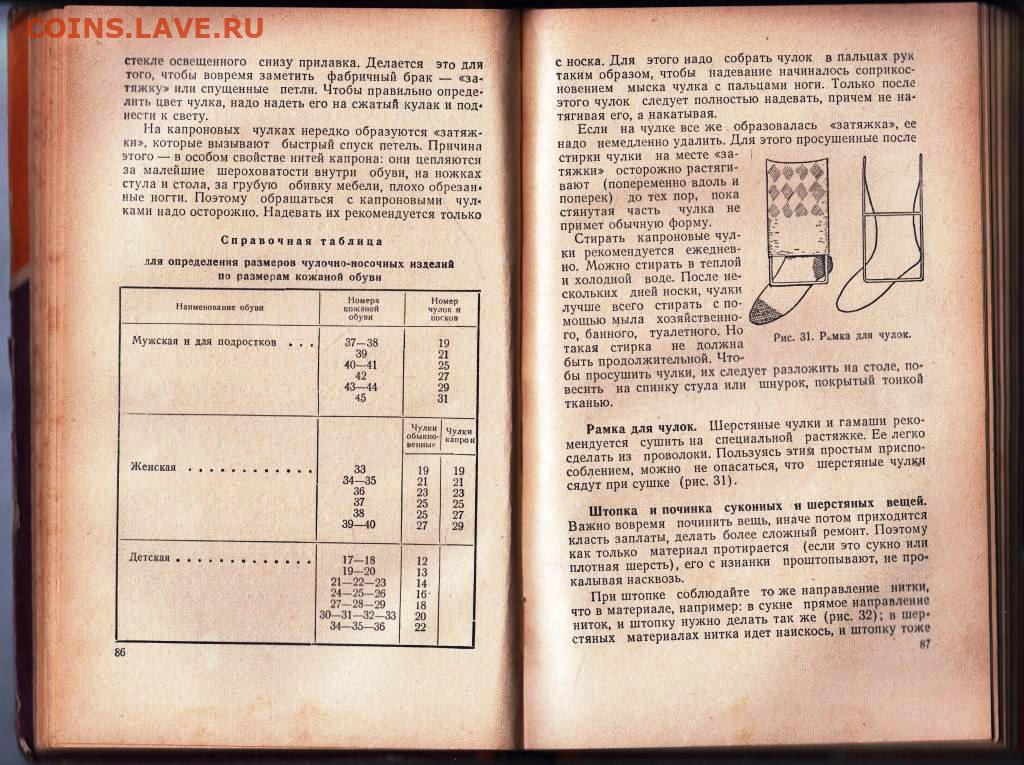 COINS.LAVE.RU
стекле освещенного снизу прилавка. Делается это для
того, чтобы вовремя заметить фабричный брак — «за-
тяжку» или спущенные петли. Чтобы правильно опреде-
лить цвет чулка, надо надеть его на сжатый кулак и под-
нести к свету.
На капроновых чулках нередко образуются «затяж-
ки», которые вызывают быстрый спуск петель. Причина
этого — в особом свойстве нитей капрона: они цепляются
за малейшие шероховатости внутри обуви, на ножках
стула и стола, за грубую обивку мебели, плохо обрезан-
ные ногти. Поэтому обращаться с капроновыми чул-
ками надо осторожно. Надевать их рекомендуется только
Справочная таблица
для определения размеров чулочно-носочных изделий
по размерам кожаной обуви
Наименование обуви
Номера
кожаной
обуви
Номер
чулок и
носков
Мужская и для подростков . . . 37—38 19
39 21
40—41 25
42 27
43—44 29
45 31
Чулки
обыкно-
венные
Чулки
капрон
Женская . . . . . . . . . . . . 33 19 19
34—35 21 21
36 23 23
37 25 25
38 25 27
39—40 27 29
Детская . . . . . . . . . . . . . 17—18 12
19—20 13
21—22—23 14
24—25—26 16
27—28—29 18
30—31—32—33 20
34—35—36 22
86
с носка. Для этого надо собрать чулок в пальцах рук
таким образом, чтобы надевание начиналось соприкос-
новением мыска чулка с пальцами ноги. Только после
этого чулок следует полностью надевать, причем не на-
тягивая его, а накатывая.
Если на чулке все же образовалась «затяжка», ее
надо немедленно удалить. Для этого просушенные после
стирки чулки на месте «за-
тяжки» осторожно растяги-
вают (попеременно вдоль и
поперек) до тех пор, пока
стянутая часть чулка не
примет обычную форму.
Стирать капроновые чул-
ки рекомендуется ежеднев-
но. Можно стирать в теплой
и холодной воде. После не-
скольких дней носки, чулки
лучше всего стирать с по-
мощью мыла хозяйственно-
го, банного, туалетного. Но
такая стирка не должна
быть продолжительной. Что-
бы просушить чулки, их следует разложить на столе, по-
весить на спинку стула или шнурок, покрытый тонкой
тканью.
Рис. 31. Рамка для чулок.
Рамка для чулок. Шерстяные чулки и гамаши реко-
мендуется сушить на специальной растяжке. Ее легко
сделать из проволоки. Пользуясь этим простым приспо-
соблением, можно не опасаться, что шерстяные чулки
сядут при сушке (рис. 31).
Штопка и починка суконных и шерстяных вещей.
Важно вовремя починить вещь, иначе потом приходится
класть заплаты, делать более сложный ремонт. Поэтому
как только материал протирается (если это сукно или
плотная шерсть), его с изнанки проштопывают, не про-
калывая насквозь.
При штопке соблюдайте то же направление нитки,
что в материале, например: в сукне прямое направление
ниток, и штопку нужно делать так же (рис. 32); в шер-
стяных материалах нитка идет наискось, и штопку тоже
87